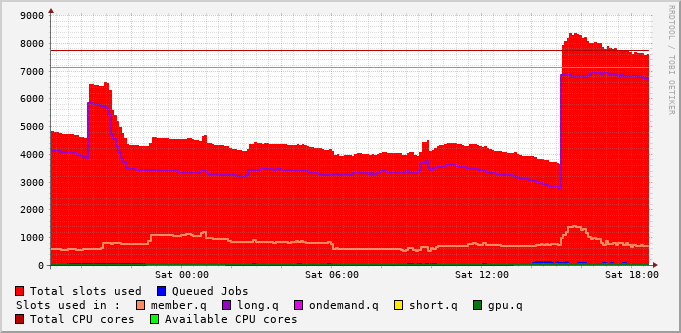 9000
8000
7000
6000
5000
4000
3000
2000
1000
0
Sat 00:00 Sat 06:00 Sat 12:00 Sat 18:00
RRDTOOL / TOBI OETIKER
Total slots used Queued Jobs
Slots used in : member.q long.q ondemand.q short.q gpu.q
Total CPU cores Available CPU cores